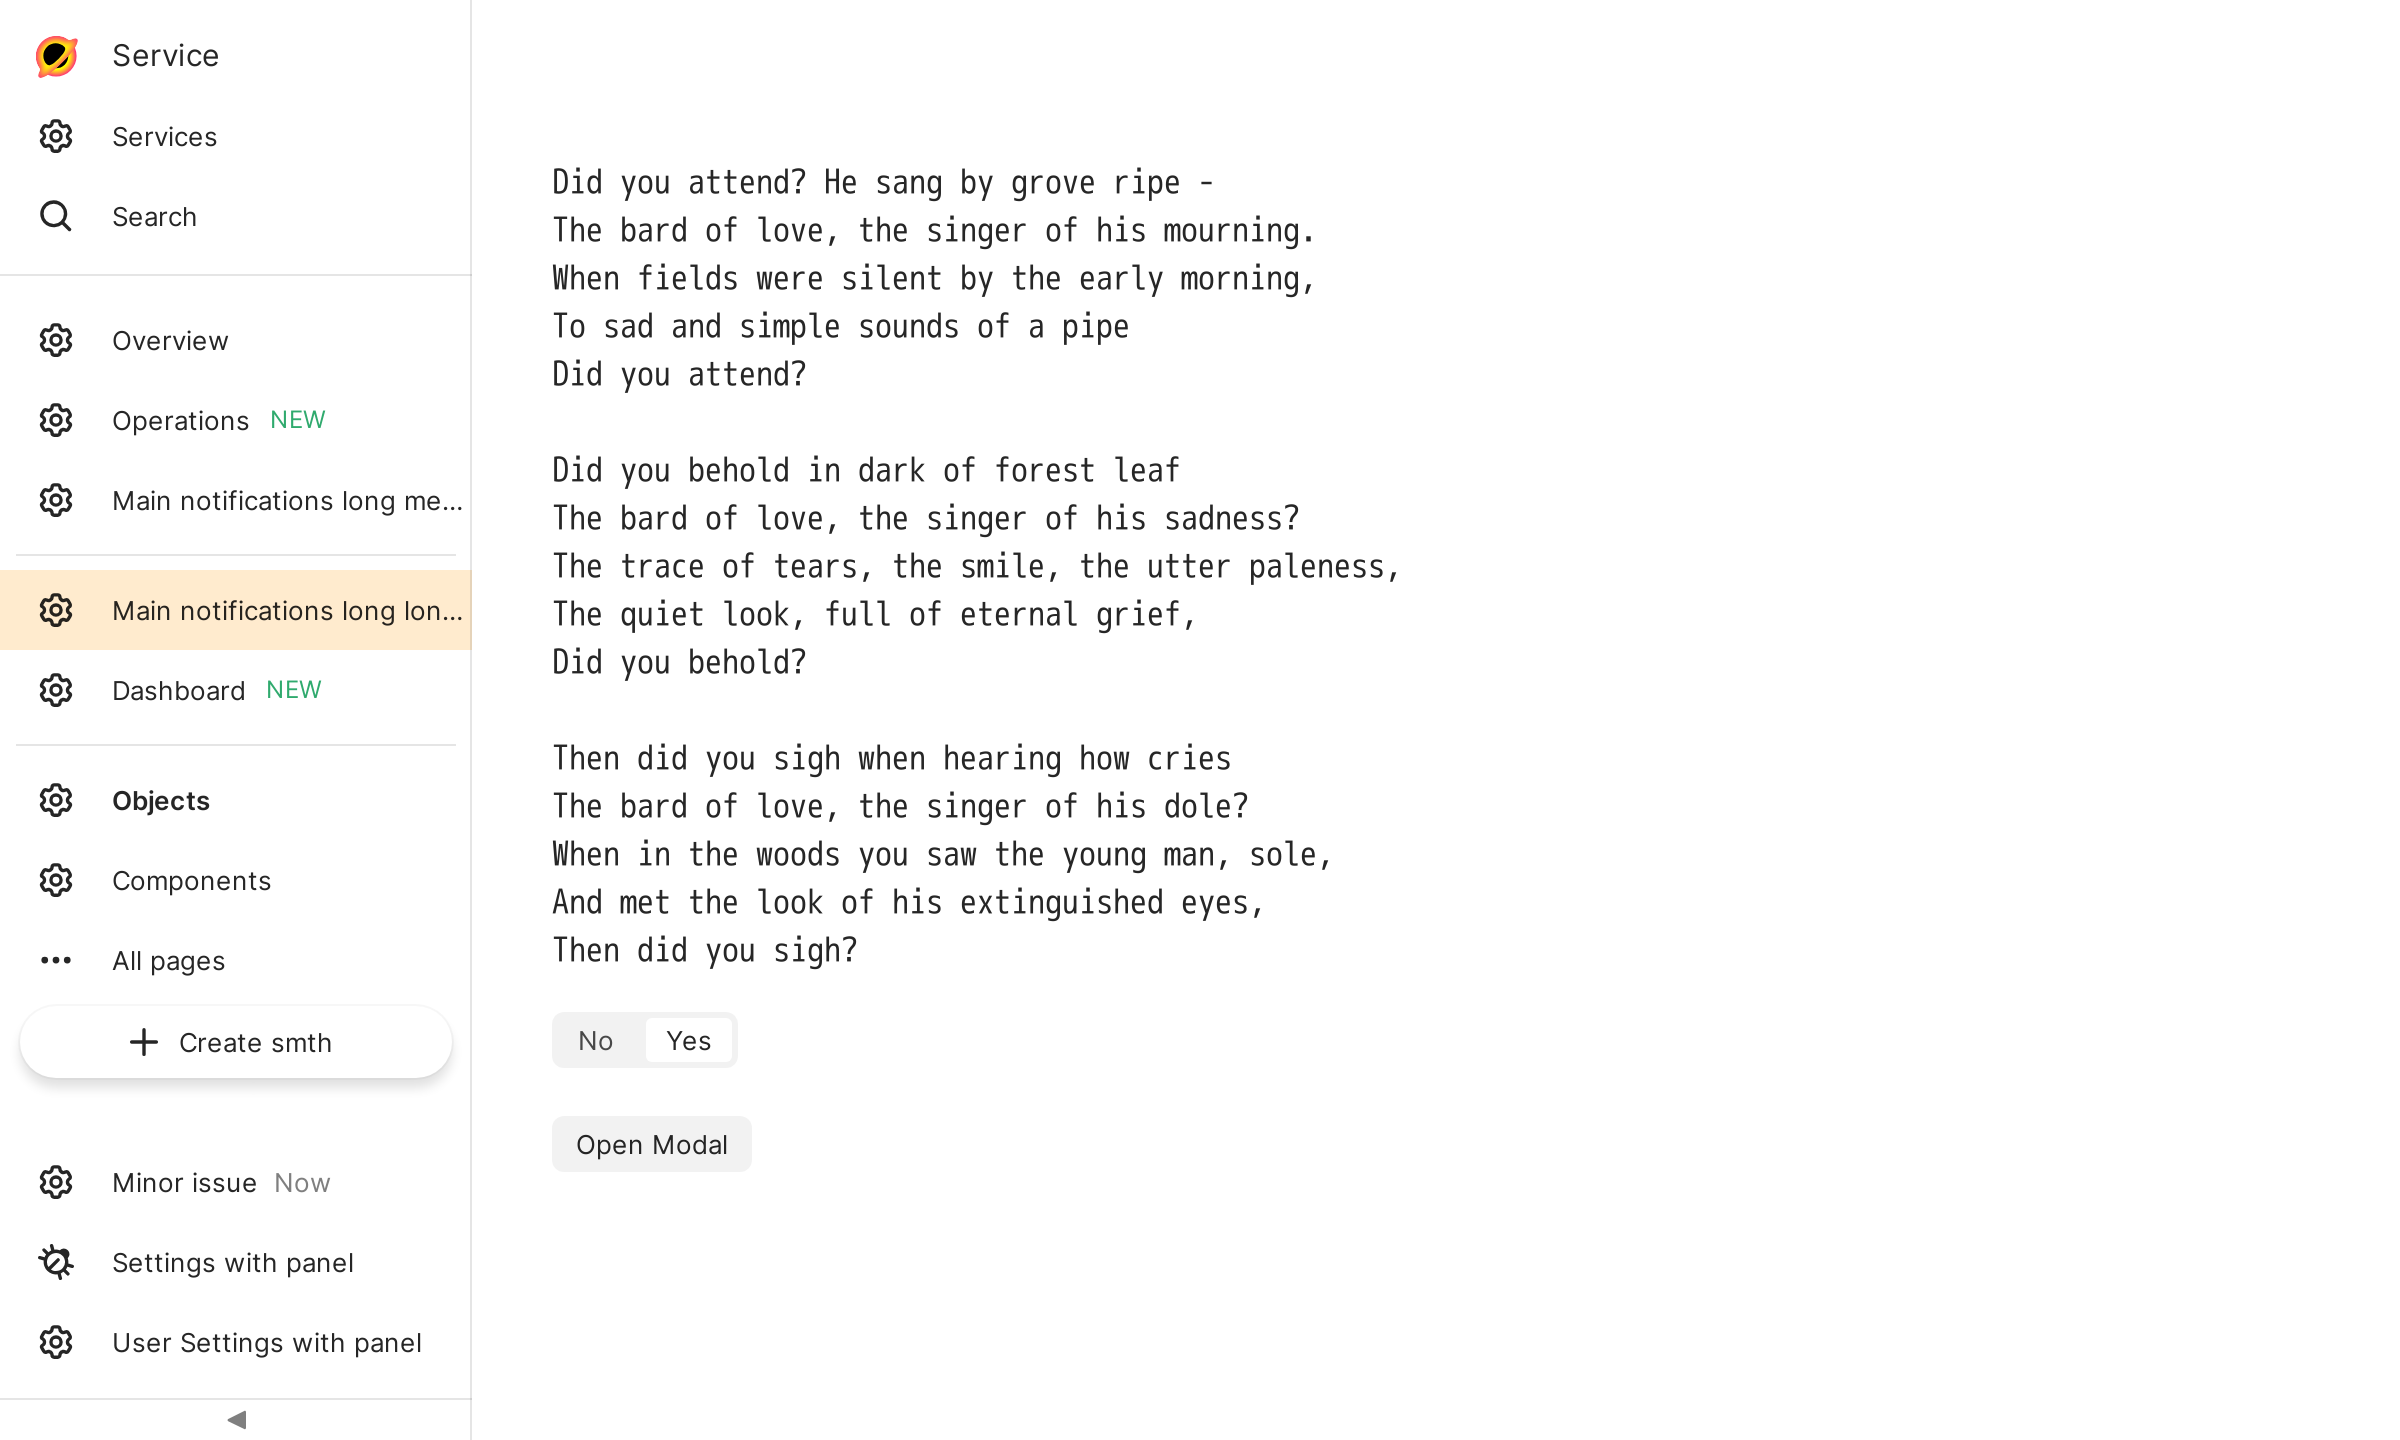 Service
Services
Search
Overview
Operations NEW
Main notifications long me...
Main notifications long lon...
Dashboard NEW
Objects
Components
All pages
Create smth
Minor issue Now
Settings with panel
User Settings with panel
Did you attend? He sang by grove ripe -
The bard of love, the singer of his mourning.
When fields were silent by the early morning,
To sad and simple sounds of a pipe
Did you attend?
Did you behold in dark of forest leaf
The bard of love, the singer of his sadness?
The trace of tears, the smile, the utter paleness,
The quiet look, full of eternal grief,
Did you behold?
Then did you sigh when hearing how cries
The bard of love, the singer of his dole?
When in the woods you saw the young man, sole,
And met the look of his extinguished eyes,
Then did you sigh?
No Yes
Open Modal